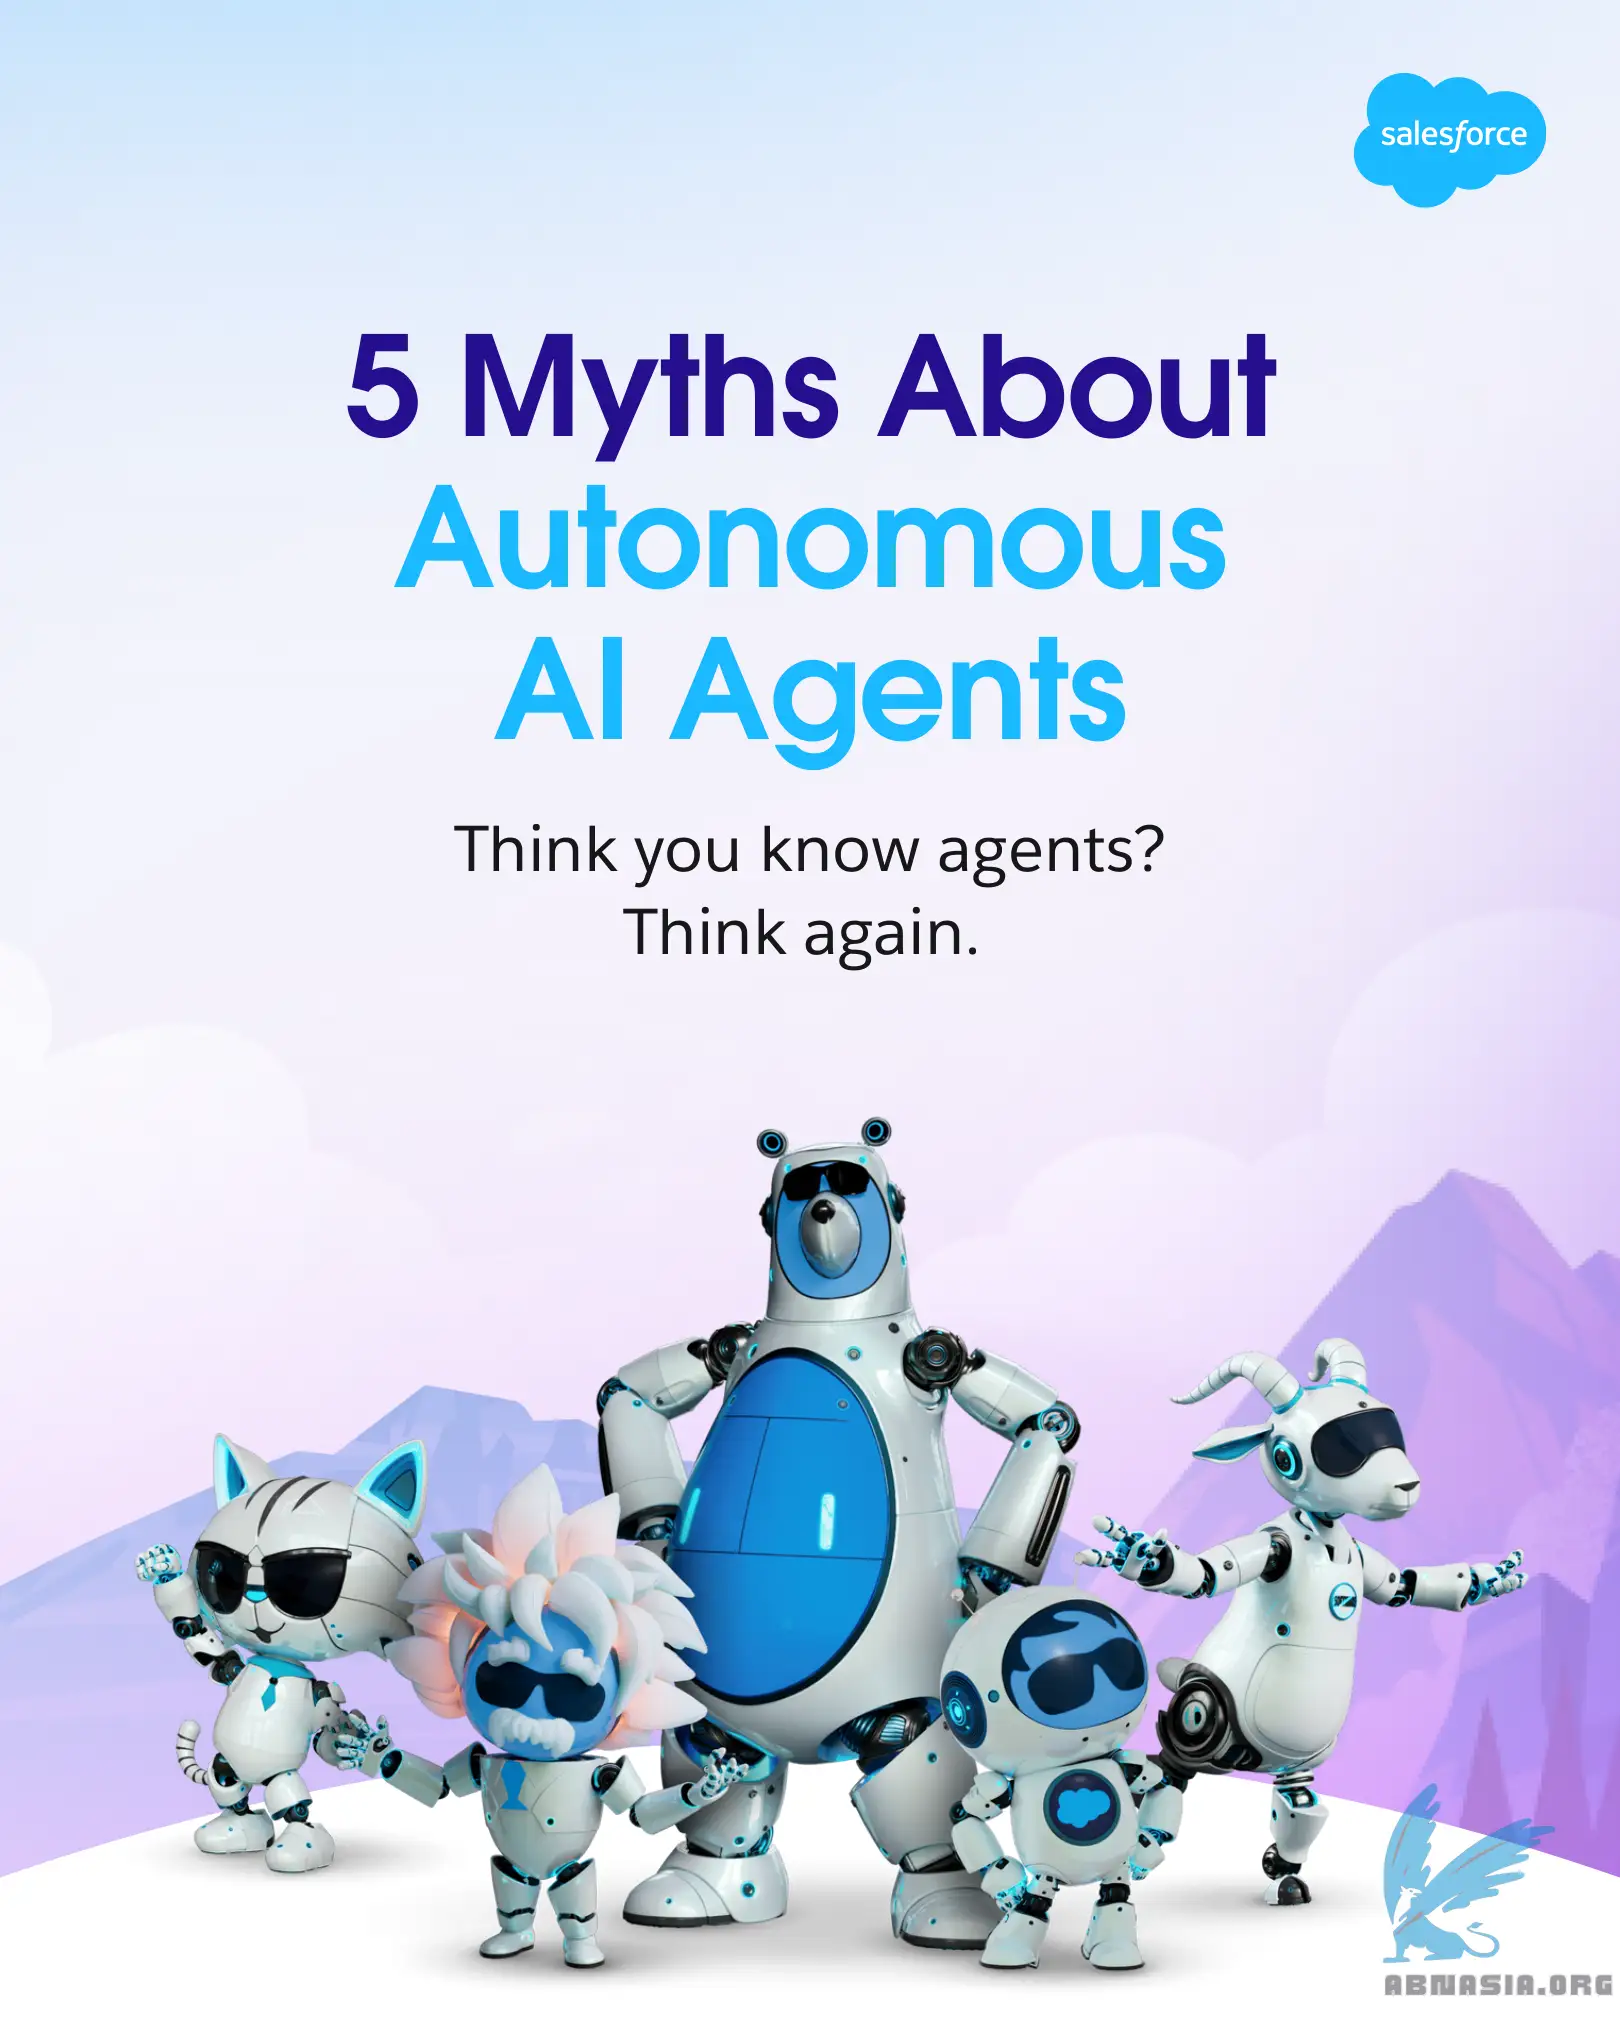 salesforce
5 Myths About
Autonomous
AI Agents
Think you know agents?
Think again.
ABNASIA.ORG